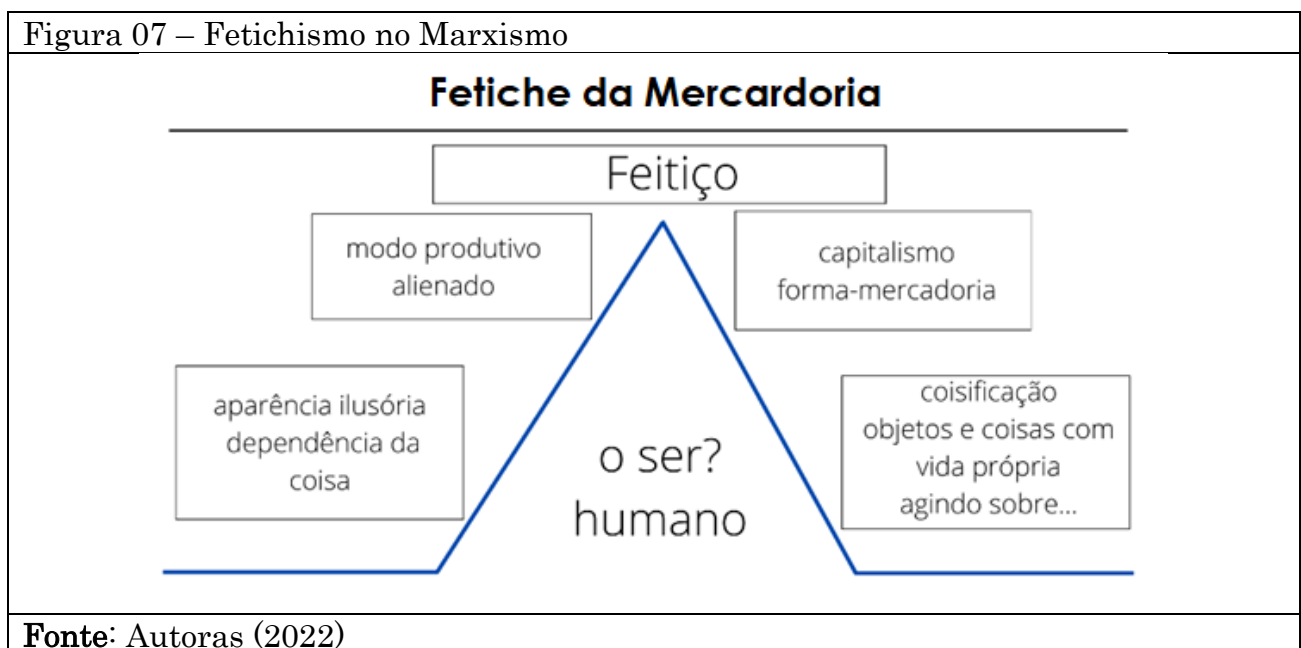 Figura 07 – Fetichismo no Marxismo
Fetiche da Mercardoria
Feitiço
modo produtivo
alienado
capitalismo
forma-mercadoria
aparência ilusória
dependência da
coisa
coisificação
objetos e coisas com
vida própria
agindo sobre...
o ser?
humano
Fonte: Autoras (2022)